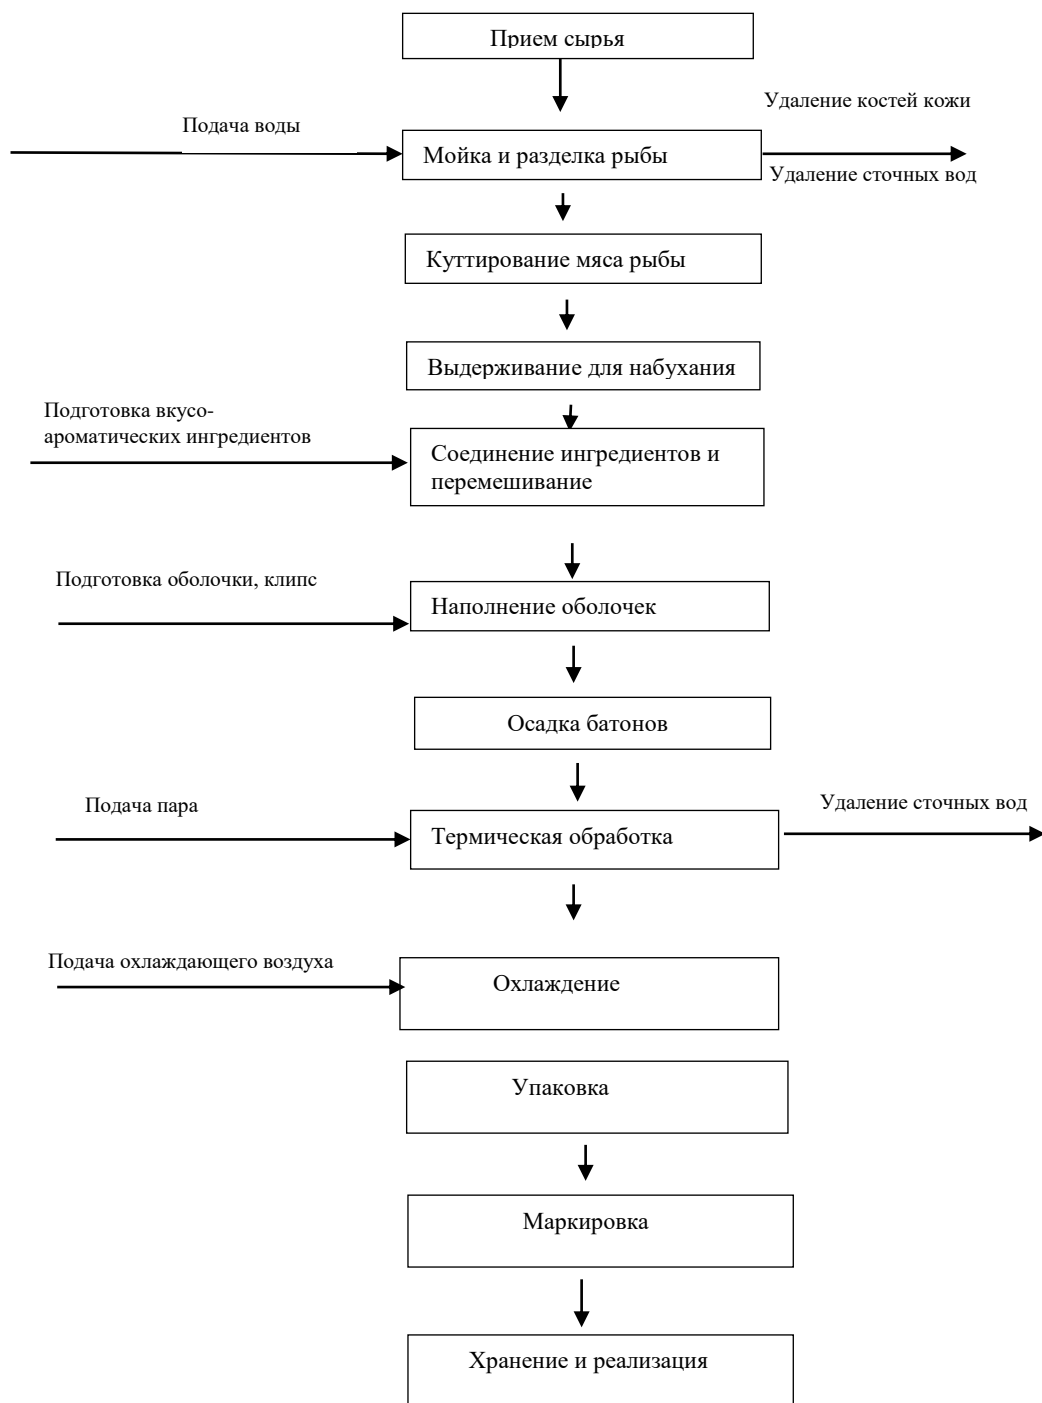 Прием сырья
Удаление костей кожи
Подача воды
Мойка и разделка рыбы
Удаление сточных вод
Куттирование мяса рыбы
Выдерживание для набухания
Подготовка вкусо-
ароматических ингредиентов
Соединение ингредиентов и
перемешивание
Подготовка оболочки, клипс
Наполнение оболочек
Осадка батонов
Подача пара
Удаление сточных вод
Термическая обработка
Подача охлаждающего воздуха
Охлаждение
Упаковка
Маркировка
Хранение и реализация